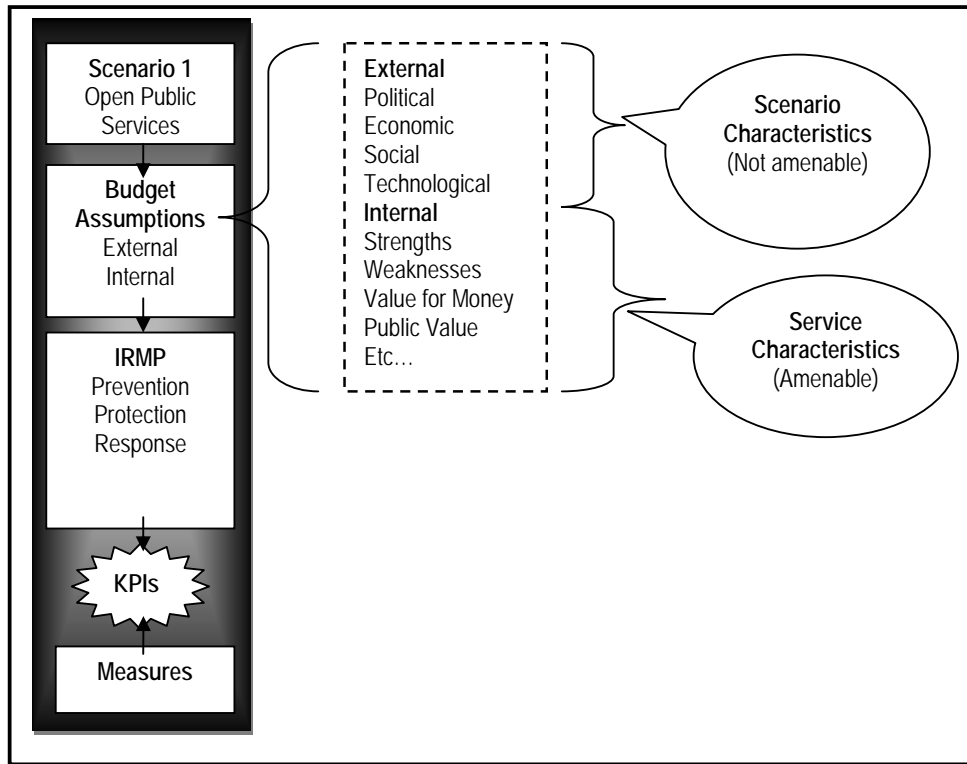 Scenario 1
Open Public
Services
Budget
Assumptions
External
Internal
IRMP
Prevention
Protection
Response
KPIs
Measures
External
Political
Economic
Social
Technological
Internal
Strengths
Weaknesses
Value for Money
Public Value
Etc…
Scenario
Characteristics
(Not amenable)
Service
Characteristics
(Amenable)